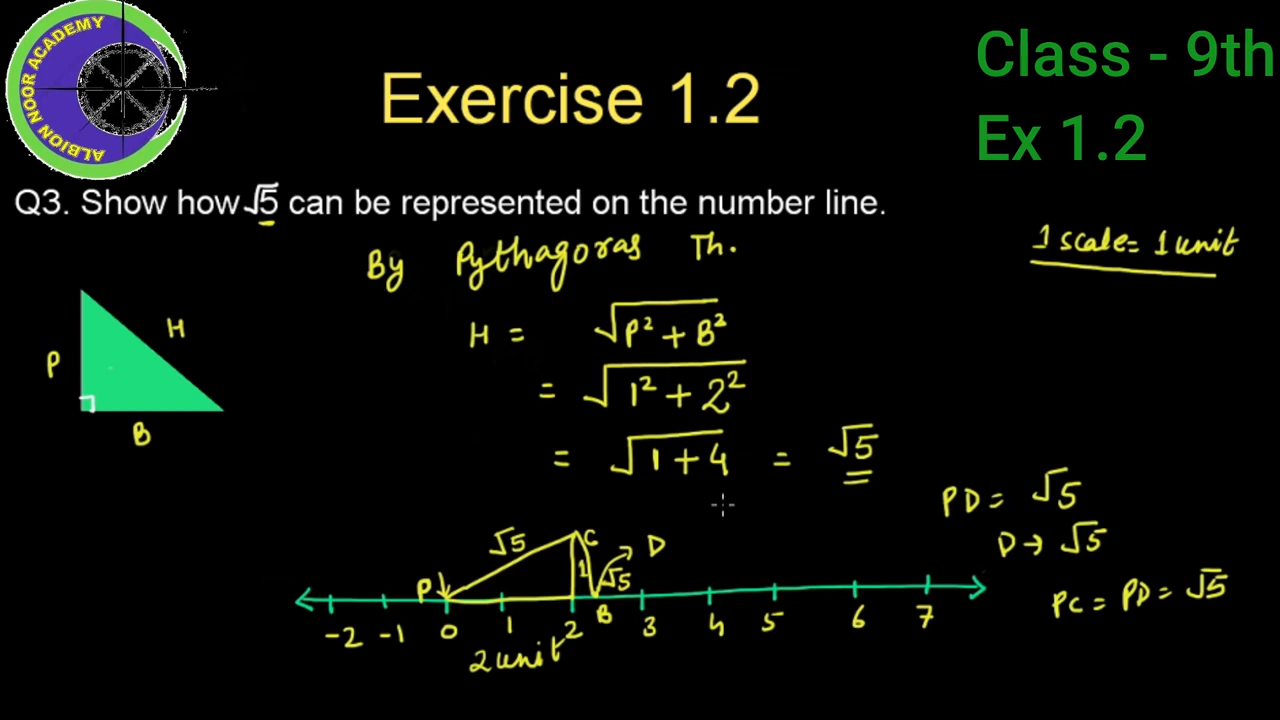 ALBION NOOR ACADEMY
Class - 9th
Exercise 1.2
Ex 1.2
Q3. Show how √5 can be represented on the number line.
By Pythagoras Th.
1 scale = 1 unit
H
P
B
H = √P² + B²
= √1² + 2²
= √1 + 4 = √5
PD = √5
D → √5
PC = PD = √5
√5 C D
P 1 √5
-2 -1 0 1 2 B 3 4 5 6 7
2 unit